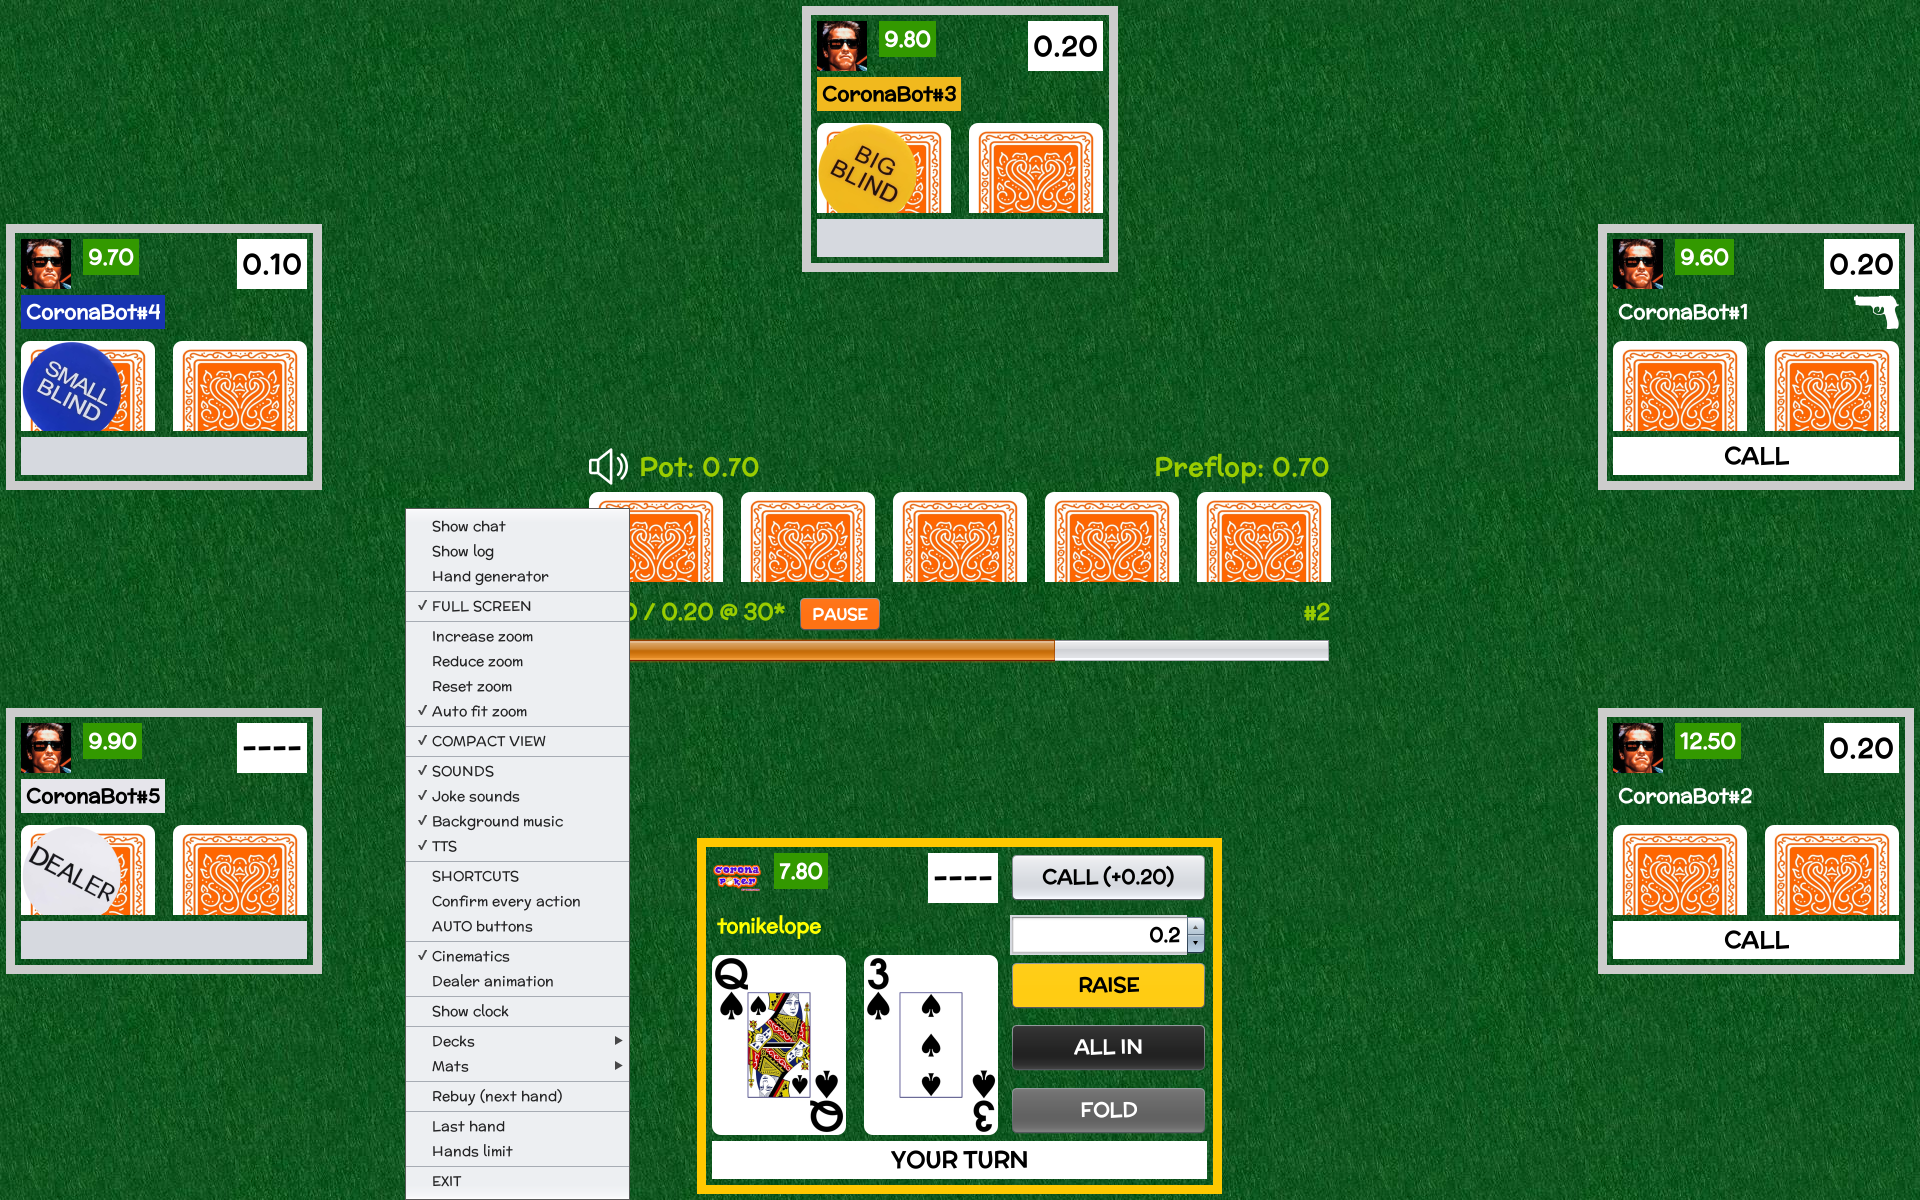 9.80
0.20
CoronaBot#3
BIG
BLIND
9.70
0.10
CoronaBot#4
SMALL
BLIND
9.60
0.20
CoronaBot#1
CALL
Pot: 0.70
Preflop: 0.70
/ 0.20 @ 30*
PAUSE
#2
Show chat
Show log
Hand generator
✓ FULL SCREEN
Increase zoom
Reduce zoom
Reset zoom
✓ Auto fit zoom
✓ COMPACT VIEW
✓ SOUNDS
✓ Joke sounds
✓ Background music
✓ TTS
SHORTCUTS
Confirm every action
AUTO buttons
✓ Cinematics
Dealer animation
Show clock
Decks
Mats
Rebuy (next hand)
Last hand
Hands limit
EXIT
9.90
----
CoronaBot#5
DEALER
12.50
0.20
CoronaBot#2
CALL
corona
poker
7.80
----
CALL (+0.20)
tonikelope
0.2
RAISE
ALL IN
FOLD
Q
Q
3
3
YOUR TURN